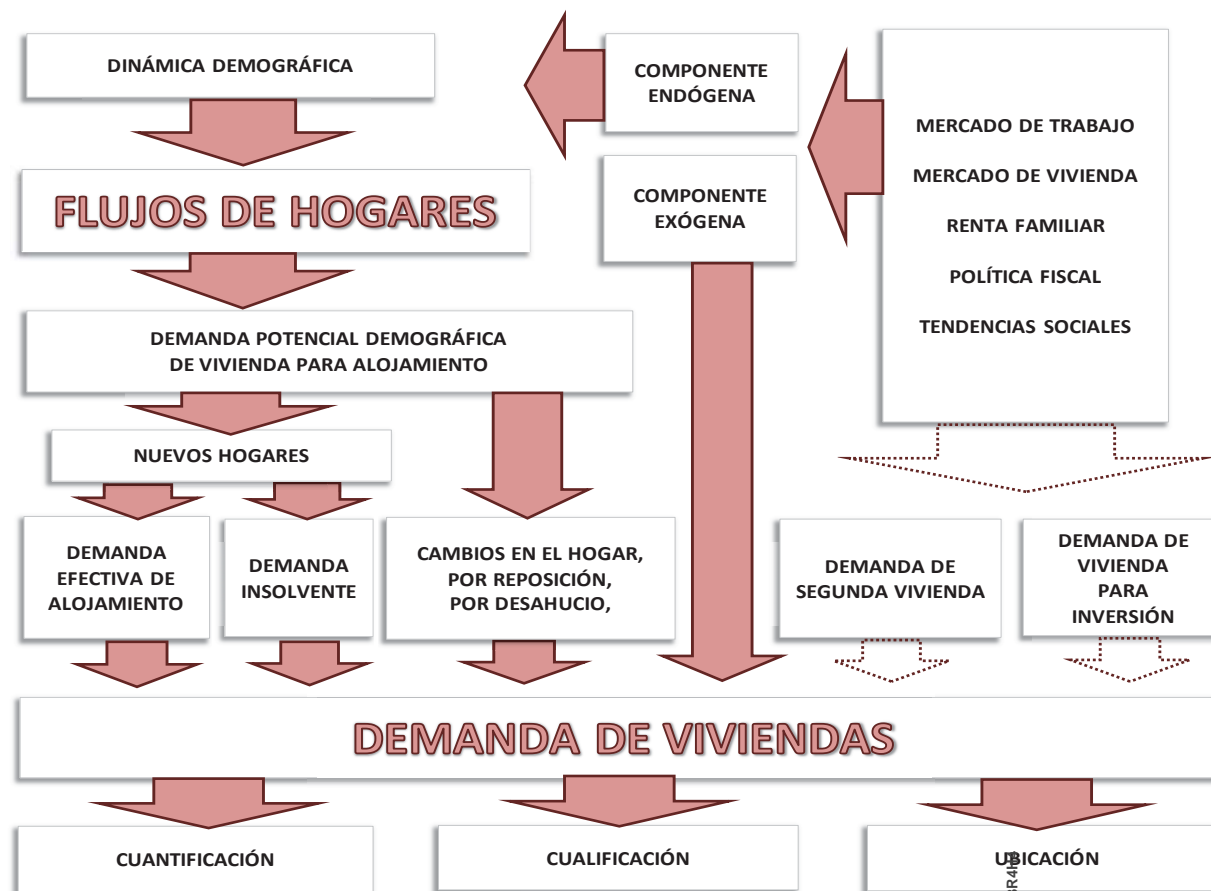 DINÁMICA DEMOGRÁFICA
COMPONENTE
ENDÓGENA
MERCADO DE TRABAJO
MERCADO DE VIVIENDA
RENTA FAMILIAR
POLÍTICA FISCAL
TENDENCIAS SOCIALES
COMPONENTE
EXÓGENA
FLUJOS DE HOGARES
DEMANDA POTENCIAL DEMOGRÁFICA
DE VIVIENDA PARA ALOJAMIENTO
NUEVOS HOGARES
DEMANDA
EFECTIVA DE
ALOJAMIENTO
DEMANDA
INSOLVENTE
CAMBIOS EN EL HOGAR,
POR REPOSICIÓN,
POR DESAHUCIO,
DEMANDA DE
SEGUNDA VIVIENDA
DEMANDA DE
VIVIENDA
PARA
INVERSIÓN
DEMANDA DE VIVIENDAS
CUANTIFICACIÓN
CUALIFICACIÓN
UBICACIÓN